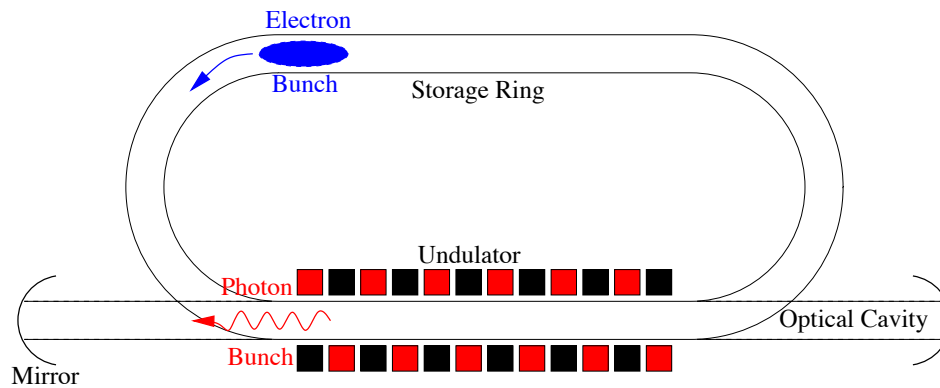 Electron
Bunch
Storage Ring
Undulator
Photon
Optical Cavity
Bunch
Mirror